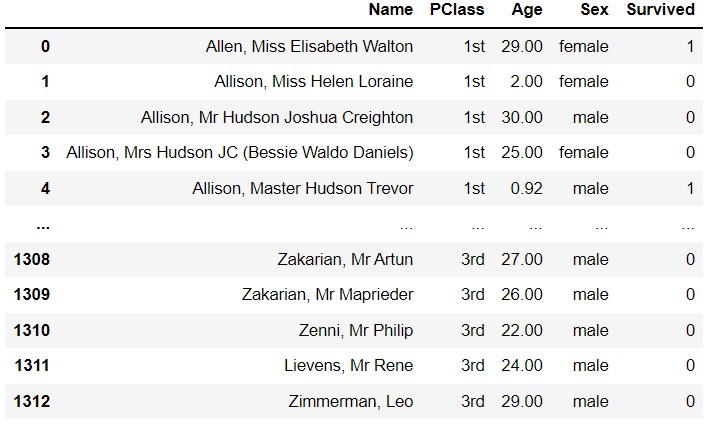 Name PClass Age Sex Survived
0 Allen, Miss Elisabeth Walton 1st 29.00 female 1
1 Allison, Miss Helen Loraine 1st 2.00 female 0
2 Allison, Mr Hudson Joshua Creighton 1st 30.00 male 0
3 Allison, Mrs Hudson JC (Bessie Waldo Daniels) 1st 25.00 female 0
4 Allison, Master Hudson Trevor 1st 0.92 male 1
... ... ... ... ... ...
1308 Zakarian, Mr Artun 3rd 27.00 male 0
1309 Zakarian, Mr Maprieder 3rd 26.00 male 0
1310 Zenni, Mr Philip 3rd 22.00 male 0
1311 Lievens, Mr Rene 3rd 24.00 male 0
1312 Zimmerman, Leo 3rd 29.00 male 0